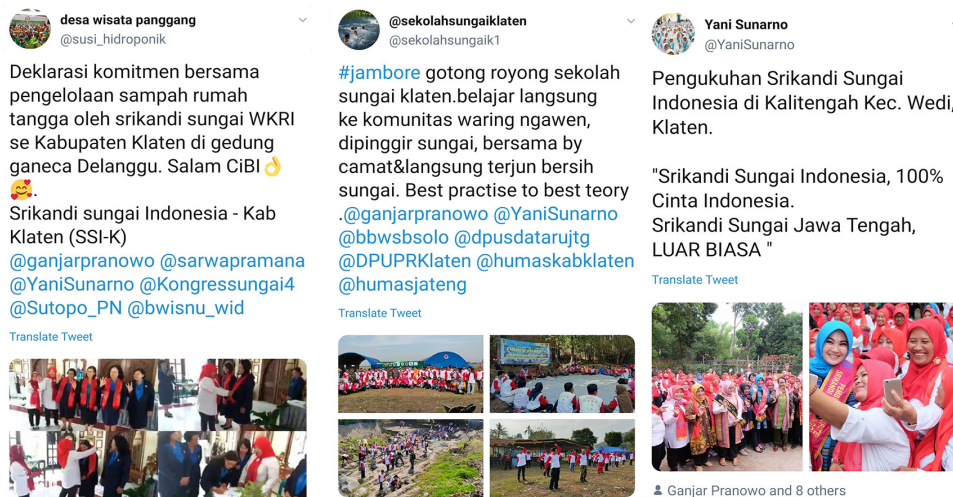 desa wisata panggang
@susi_hidroponik
Deklarasi komitmen bersama
pengelolaan sampah rumah
tangga oleh srikandi sungai WKRI
se Kabupaten Klaten di gedung
ganeca Delanggu. Salam CiBI👌
🥰.
Srikandi sungai Indonesia - Kab
Klaten (SSI-K)
@ganjarpranowo @sarwapramana
@YaniSunarno @Kongressungai4
@Sutopo_PN @bwisnu_wid
Translate Tweet
@sekolahsungaiklaten
@sekolahsungaik1
#jambore gotong royong sekolah
sungai klaten.belajar langsung
ke komunitas waring ngawen,
dipinggir sungai, bersama by
camat&langsung terjun bersih
sungai. Best practise to best teory
.@ganjarpranowo @YaniSunarno
@bbwsbsolo @dpusdatarujtg
@DPUPRKlaten @humaskabklaten
@humasjateng
Translate Tweet
Yani Sunarno
@YaniSunarno
Pengukuhan Srikandi Sungai
Indonesia di Kalitengah Kec. Wedi,
Klaten.
"Srikandi Sungai Indonesia, 100%
Cinta Indonesia.
Srikandi Sungai Jawa Tengah,
LUAR BIASA "
Translate Tweet
Ganjar Pranowo and 8 others